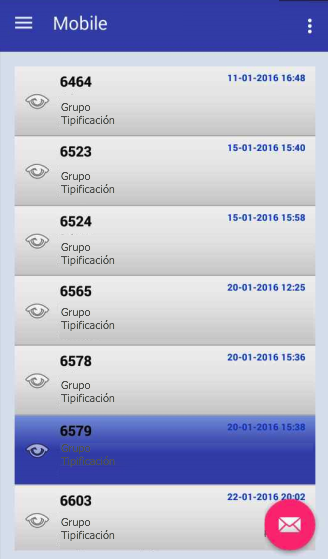 Mobile
6464 11-01-2016 16:48
Grupo
Tipificación
6523 15-01-2016 15:40
Grupo
Tipificación
6524 15-01-2016 15:58
Grupo
Tipificación
6565 20-01-2016 12:25
Grupo
Tipificación
6578 20-01-2016 15:36
Grupo
Tipificación
6579 20-01-2016 15:38
Tipificación
6603 22-01-2016 20:02
Grupo
Tipificación